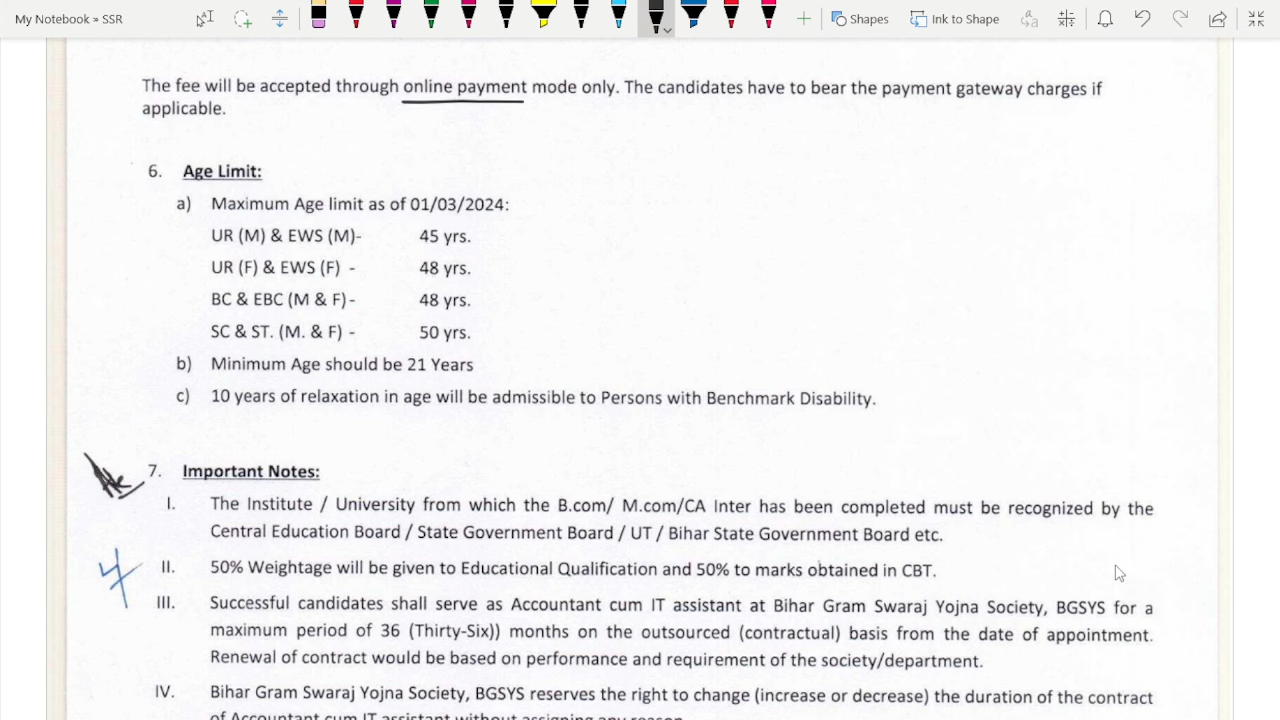 My Notebook » SSR
Shapes
Ink to Shape
The fee will be accepted through online payment mode only. The candidates have to bear the payment gateway charges if
applicable.
6. Age Limit:
a) Maximum Age limit as of 01/03/2024:
UR (M) & EWS (M)- 45 yrs.
UR (F) & EWS (F) - 48 yrs.
BC & EBC (M & F)- 48 yrs.
SC & ST. (M. & F) - 50 yrs.
b) Minimum Age should be 21 Years
c) 10 years of relaxation in age will be admissible to Persons with Benchmark Disability.
7. Important Notes:
I. The Institute / University from which the B.com/ M.com/CA Inter has been completed must be recognized by the
Central Education Board / State Government Board / UT / Bihar State Government Board etc.
II. 50% Weightage will be given to Educational Qualification and 50% to marks obtained in CBT.
III. Successful candidates shall serve as Accountant cum IT assistant at Bihar Gram Swaraj Yojna Society, BGSYS for a
maximum period of 36 (Thirty-Six)) months on the outsourced (contractual) basis from the date of appointment.
Renewal of contract would be based on performance and requirement of the society/department.
IV. Bihar Gram Swaraj Yojna Society, BGSYS reserves the right to change (increase or decrease) the duration of the contract
of Accountant cum IT assistant without assigning any reason